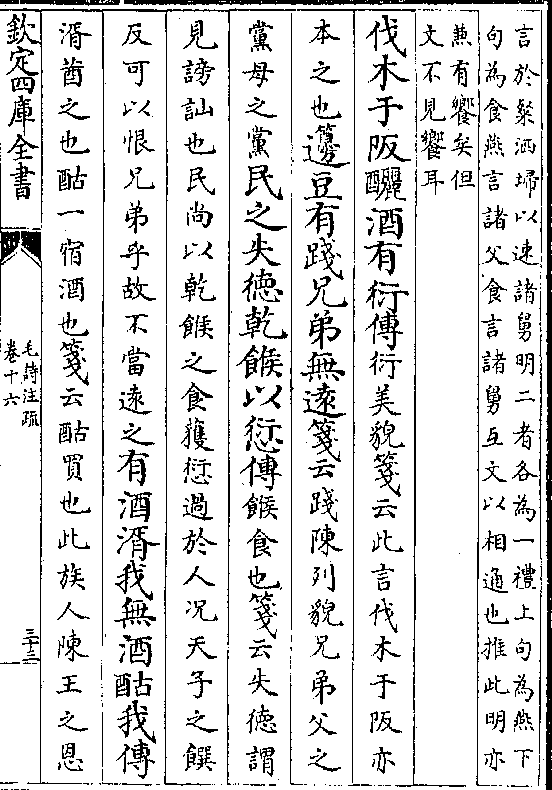 言於粲洒埽以速諸舅明二者各為一禮上句為燕下
句為食燕言諸父食言諸舅互文以相通也推此明亦
燕有饗矣但
文不見饗耳
伐木于阪釃酒有衍傳衍美貌箋云此言伐木于阪亦
本之也籩豆有踐兄弟無遠箋云踐陳列貌兄弟父之
黨母之黨民之失徳乾餱以愆傳餱食也箋云失徳謂
見謗訕也民尚以乾餱之食獲愆過於人况天子之饌
反可以恨兄弟乎故不當遠之有酒湑我無酒酤我傳
湑莤之也酤一宿酒也箋云酤買也此族人陳王之恩
欽定四庫全書
毛詩注疏
卷十六
三十三